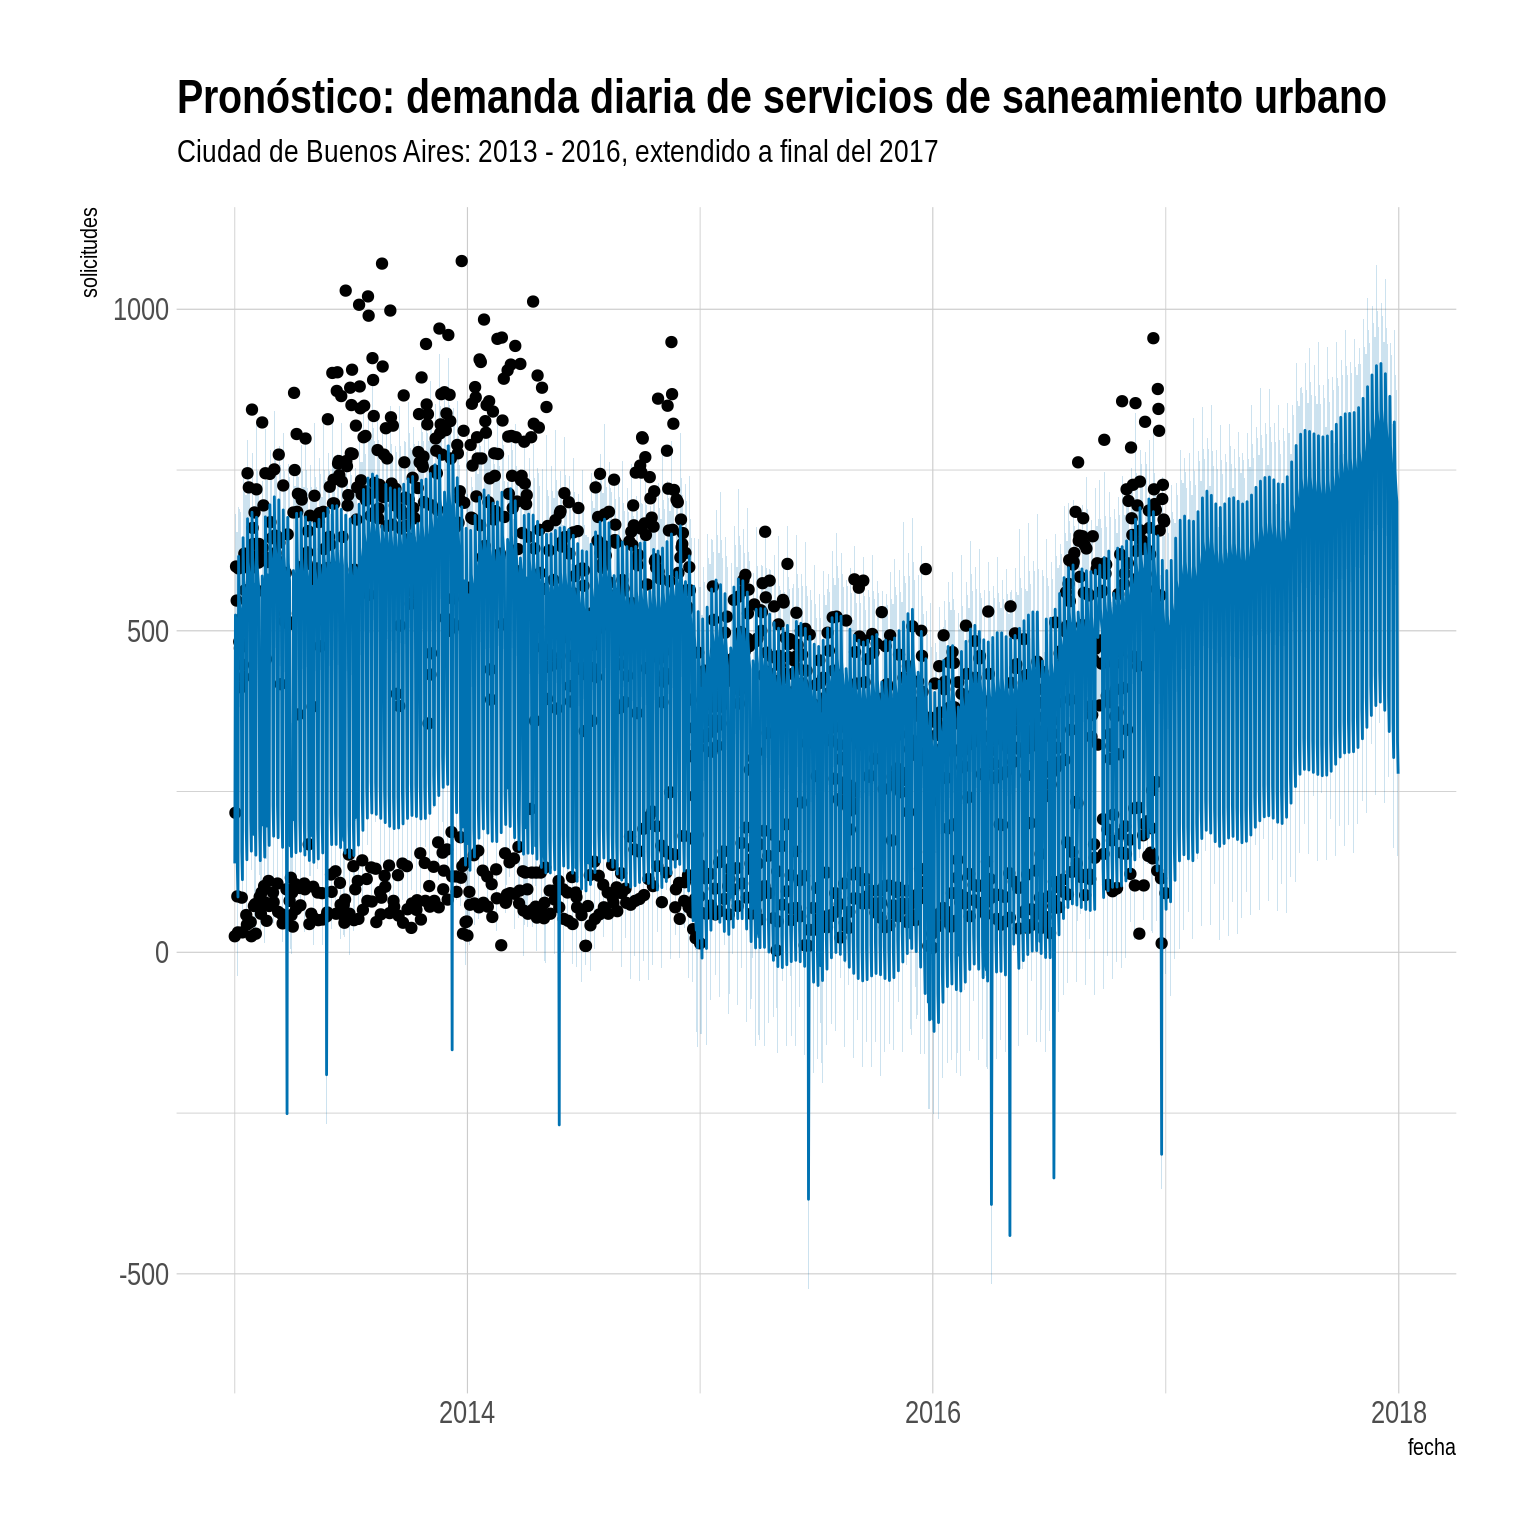 Pronóstico: demanda diaria de servicios de saneamiento urbano
Ciudad de Buenos Aires: 2013 - 2016, extendido a final del 2017
solicitudes
1000
500
0
-500
2014
2016
2018
fecha